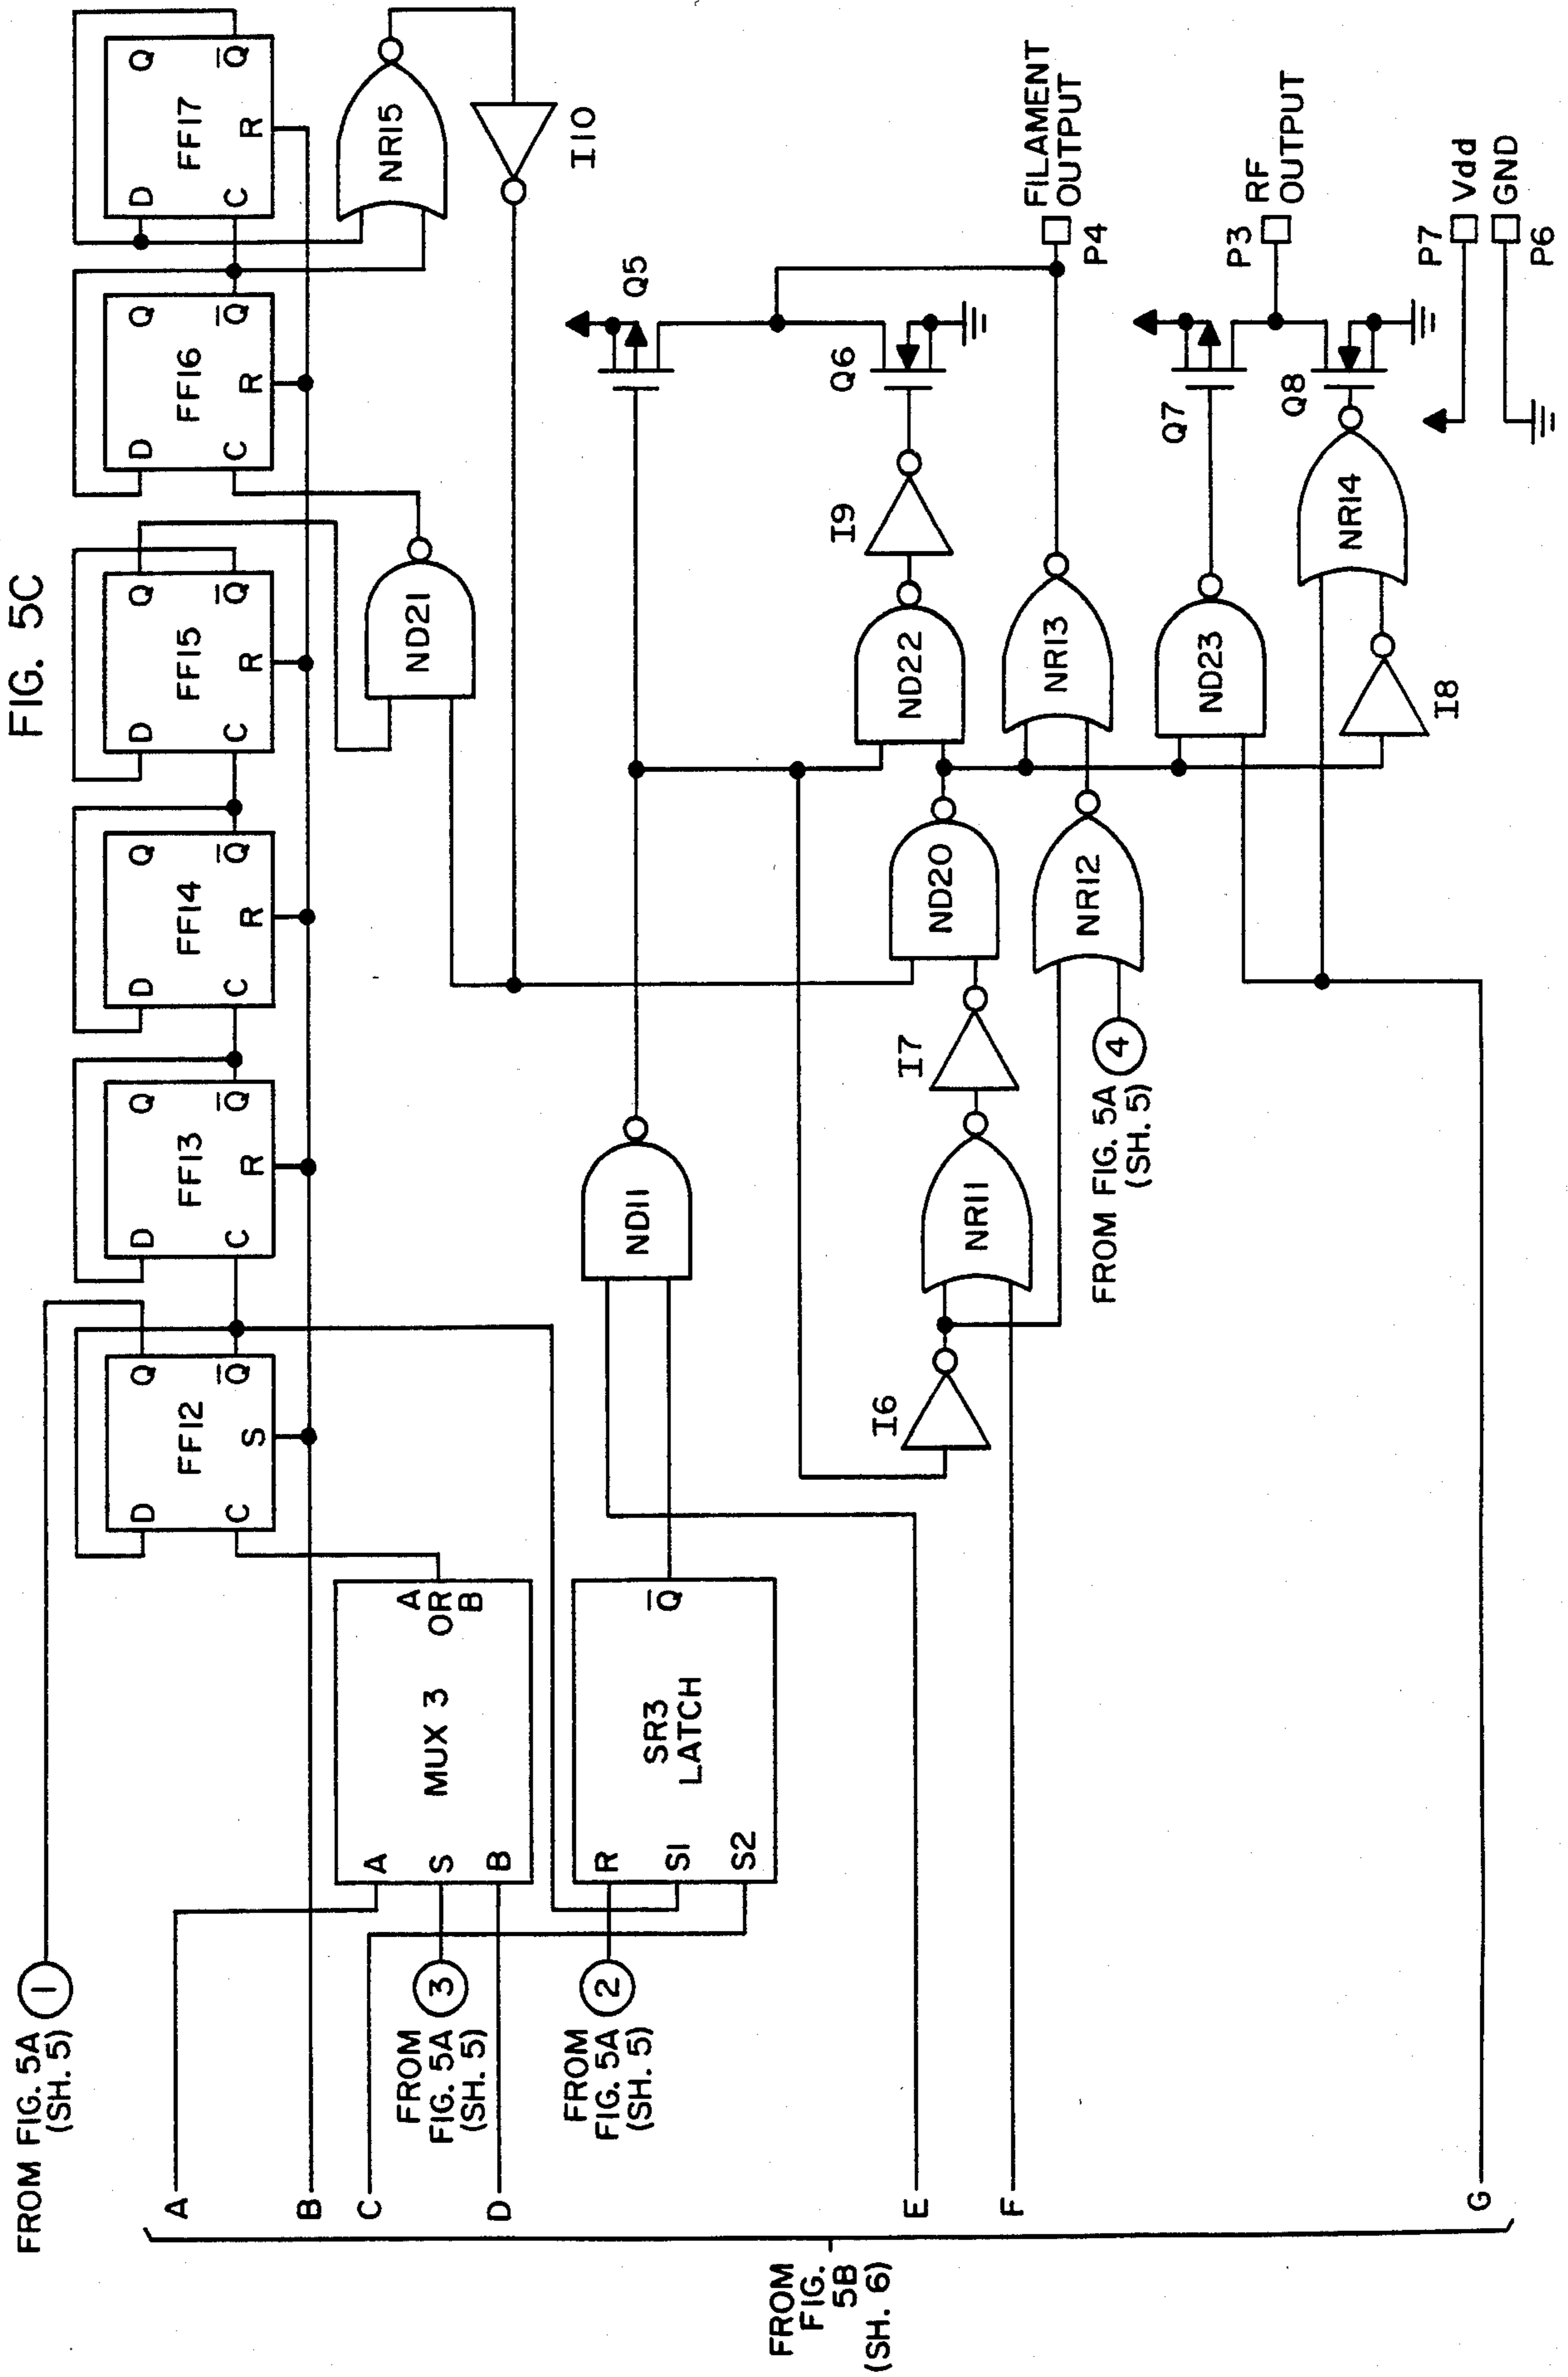 FIG. 5C
FROM FIG. 5A
(SH. 5)
1
D
Q
C
Q
S
FF12
D
Q
C
Q
R
FF13
D
Q
C
Q
R
FF14
D
Q
C
Q
R
FF15
D
Q
C
Q
R
FF16
D
Q
C
Q
R
FF17
A
B
C
D
E
F
G
FROM
FIG.
5B
(SH. 6)
FROM
FIG. 5A
(SH. 5)
3
A
S
B
MUX 3
A
OR
B
FROM
FIG. 5A
(SH. 5)
2
R
S1
S2
SR3
LATCH
Q
ND21
NR15
I10
ND11
Q5
I6
NR11
I7
ND20
ND22
I9
Q6
FROM FIG. 5A
(SH. 5)
4
NR12
NR13
FILAMENT
OUTPUT
P4
ND23
Q7
P3
RF
OUTPUT
I8
NR14
Q8
P7
Vdd
GND
P6